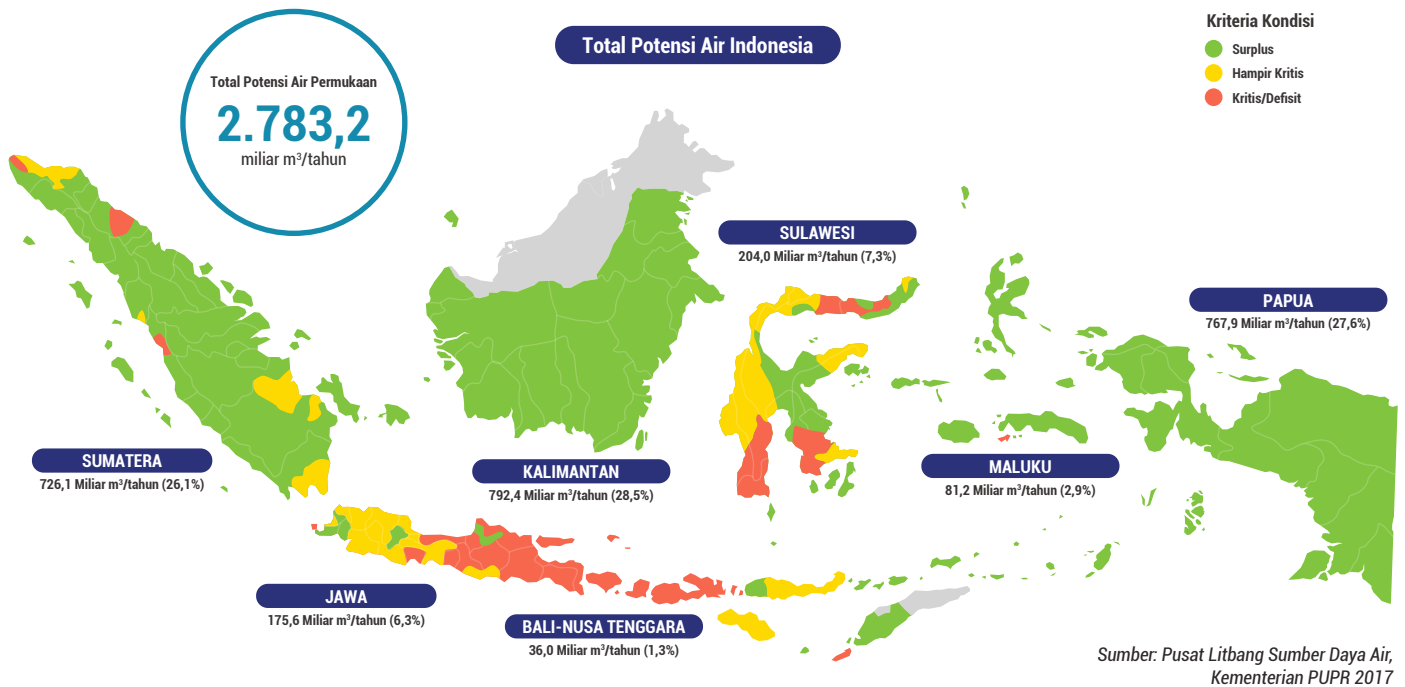 Total Potensi Air Indonesia
Total Potensi Air Permukaan
2.783,2
miliar m³/tahun
Kriteria Kondisi
Surplus
Hampir Kritis
Kritis/Defisit
SULAWESI
204,0 Miliar m³/tahun (7,3%)
PAPUA
767,9 Miliar m³/tahun (27,6%)
SUMATERA
726,1 Miliar m³/tahun (26,1%)
KALIMANTAN
792,4 Miliar m³/tahun (28,5%)
MALUKU
81,2 Miliar m³/tahun (2,9%)
JAWA
175,6 Miliar m³/tahun (6,3%)
BALI-NUSA TENGGARA
36,0 Miliar m³/tahun (1,3%)
Sumber: Pusat Litbang Sumber Daya Air,
Kementerian PUPR 2017